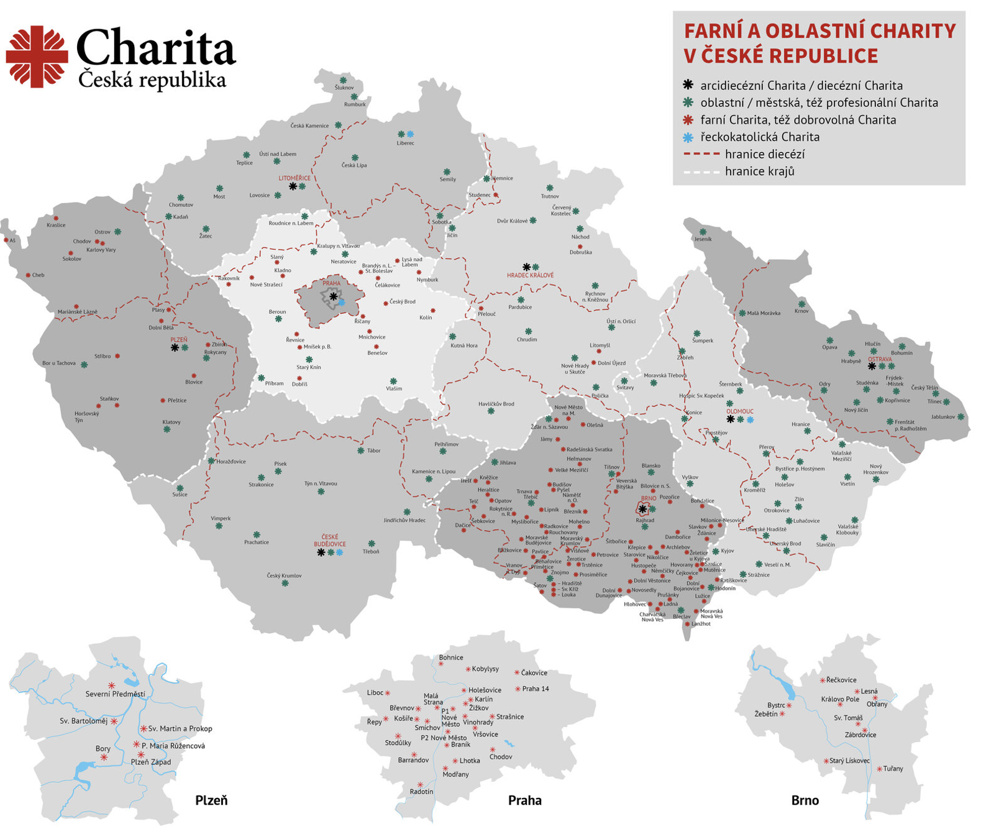 Charita
Česká republika
FARNÍ A OBLASTNÍ CHARITY
V ČESKÉ REPUBLICE
arcidiecézní Charita / diecézní Charita
oblastní / městská, též profesionální Charita
farní Charita, též dobrovolná Charita
řeckokatolická Charita
hranice diecézí
hranice krajů
Šluknov
Rumburk
Česká Kamenice
Liberec
Ústí nad Labem
Teplice
Česká Lípa
Semily
LITOMĚŘICE
Lovosice
Most
Chomutov
Kadaň
Žatec
Roudnice n. Labem
Jilemnice
Studenec
Trutnov
Červený
Kostelec
Dvůr Králové
Náchod
Dobruška
Sobotka
Jičín
HRADEC KRÁLOVÉ
Rychnov
n. Kněžnou
Kraslice
Aš
Ostrov
Chodov
Karlovy Vary
Sokolov
Cheb
Mariánské Lázně
Plasy
Dolní Bělá
PLZEŇ
Zbiroh
Rokycany
Stříbro
Bor u Tachova
Blovice
Staňkov
Přeštice
Horšovský
Týn
Klatovy
Sušice
Kralupy n. Vltavou
Neratovice
Slaný
Kladno
Rakovník
Nové Strašecí
Brandýs n. L. –
St. Boleslav
Lysá nad
Labem
Čelákovice
Nymburk
PRAHA
Český Brod
Kolín
Beroun
Říčany
Řevnice
Mníšek p. B.
Mnichovice
Benešov
Starý Knín
Dobříš
Příbram
Vlašim
Kutná Hora
Přelouč
Pardubice
Chrudim
Ústí n. Orlicí
Litomyšl
Dolní Újezd
Nové Hrady
u Skutče
Polička
Svitavy
Moravská Třebová
Jeseník
Malá Morávka
Krnov
Šumperk
Zábřeh
Opava
Hlučín
Bohumín
Hrabyně
OSTRAVA
Studénka
Frýdek-
-Místek
Český Těšín
Odry
Kopřivnice
Třinec
Nový Jičín
Jablunkov
Frenštát
p. Radhoštěm
Šternberk
Hospic Sv. Kopeček
OLOMOUC
Konice
Prostějov
Hranice
Přerov
Valašské
Meziříčí
Bystřice p. Hostýnem
Nový
Hrozenkov
Holešov
Vsetín
Kroměříž
Zlín
Otrokovice
Luhačovice
Uherské Hradiště
Valašské
Klobouky
Uherský Brod
Slavičín
Veselí n. M.
Strážnice
Havlíčkův Brod
Pelhřimov
Kamenice n. Lipou
Jihlava
Horažďovice
Písek
Strakonice
Týn n. Vltavou
Tábor
Vimperk
Prachatice
ČESKÉ
BUDĚJOVICE
Český Krumlov
Třeboň
Jindřichův Hradec
Nové Město
na M.
Žďár n. Sázavou
Olešná
Jámy
Radešínská Svratka
Heřmanov
Velké Meziříčí
Třešť
Kněžice
Heraltice
Budišov
Pyšel
Trnava
Třebíč
Náměšť
n. O.
Telč
Opatov
Rokytnice
n. R.
Lipník
Březník
Šebkovice
Myslibořice
Mohelno
Dačice
Radkovice
Rouchovany
Moravské
Budějovice
Moravský
Krumlov
Blížkovice
Pavlice
Višňové
Petrovice
Běhařovice
Žerotice
Přímětice
Trstěnice
Vranov
n. Dyjí
Znojmo
Prosiměřice
Šatov
– Hradiště
– Sv. Kříž
– Louka
Tišnov
Veverská
Bítýška
Blansko
Bílovice n. S.
Vyškov
Pozořice
BRNO
Rajhrad
Bohdalice
Milonice-Nesovice
Slavkov
Ždánice
Dambořice
Šitbořice
Křepice
Archlebov
Starovice
Nikolčice
Želetice
u Kyjova
Kyjov
Hustopeče
Hovorany
Šardice
Mutěnice
Němčičky
Čejkovice
Dolní Věstonice
Ratíškovice
Dolní
Bojanovice
Hodonín
Dolní
Dunajovice
Novosedly
Prušánky
Lužice
Hlohovec
Ladná
Charvátská
Nová Ves
Břeclav
Moravská
Nová Ves
Lanžhot
Severní Předměstí
Sv. Bartoloměj
Sv. Martin a Prokop
P. Maria Růžencová
Bory
Plzeň Západ
Plzeň
Bohnice
Kobylysy
Čakovice
Praha 14
Liboc
Holešovice
Malá
Strana
Karlín
Břevnov
P1
Nové
Město
Žižkov
Řepy
Košíře
Smíchov
Vinohrady
Strašnice
Vršovice
P2 Nové Město
Stodůlky
Braník
Barrandov
Lhotka
Chodov
Modřany
Radotín
Praha
Řečkovice
Lesná
Královo Pole
Obřany
Bystrc
Žebětín
Sv. Tomáš
Zábrdovice
Starý Lískovec
Tuřany
Brno